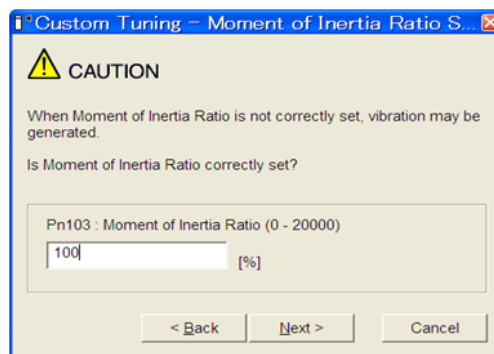 Custom Tuning - Moment of Inertia Ratio S...
CAUTION
When Moment of Inertia Ratio is not correctly set, vibration may be
generated.
Is Moment of Inertia Ratio correctly set?
Pn103 : Moment of Inertia Ratio (0 - 20000)
100
[%]
< Back Next > Cancel